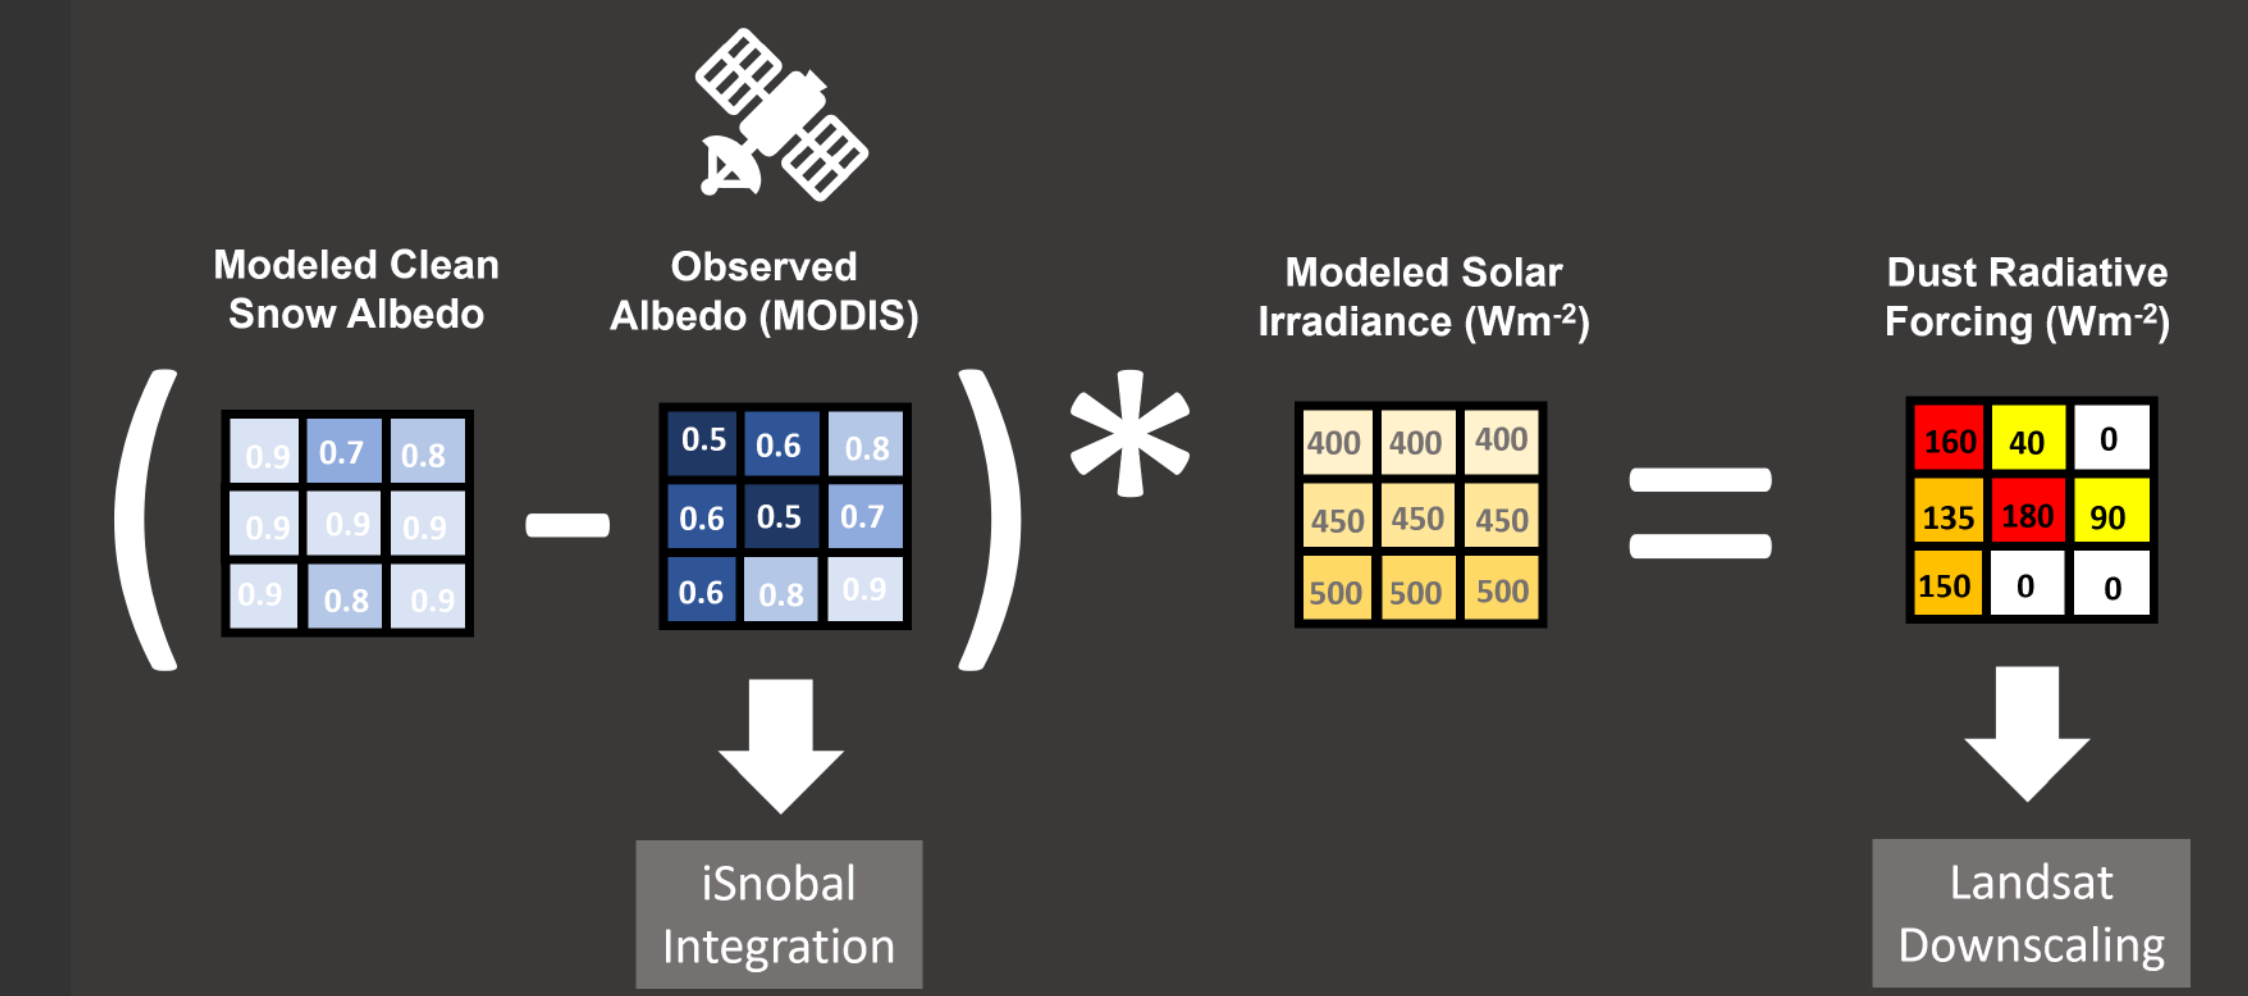 Modeled Clean
Snow Albedo
Observed
Albedo (MODIS)
Modeled Solar
Irradiance (Wm-2)
Dust Radiative
Forcing (Wm-2)
(
0.9 0.7 0.8
0.9 0.9 0.9
0.9 0.8 0.9
-
0.5 0.6 0.8
0.6 0.5 0.7
0.6 0.8 0.9
)
*
400 400 400
450 450 450
500 500 500
=
160 40 0
135 180 90
150 0 0
iSnobal
Integration
Landsat
Downscaling